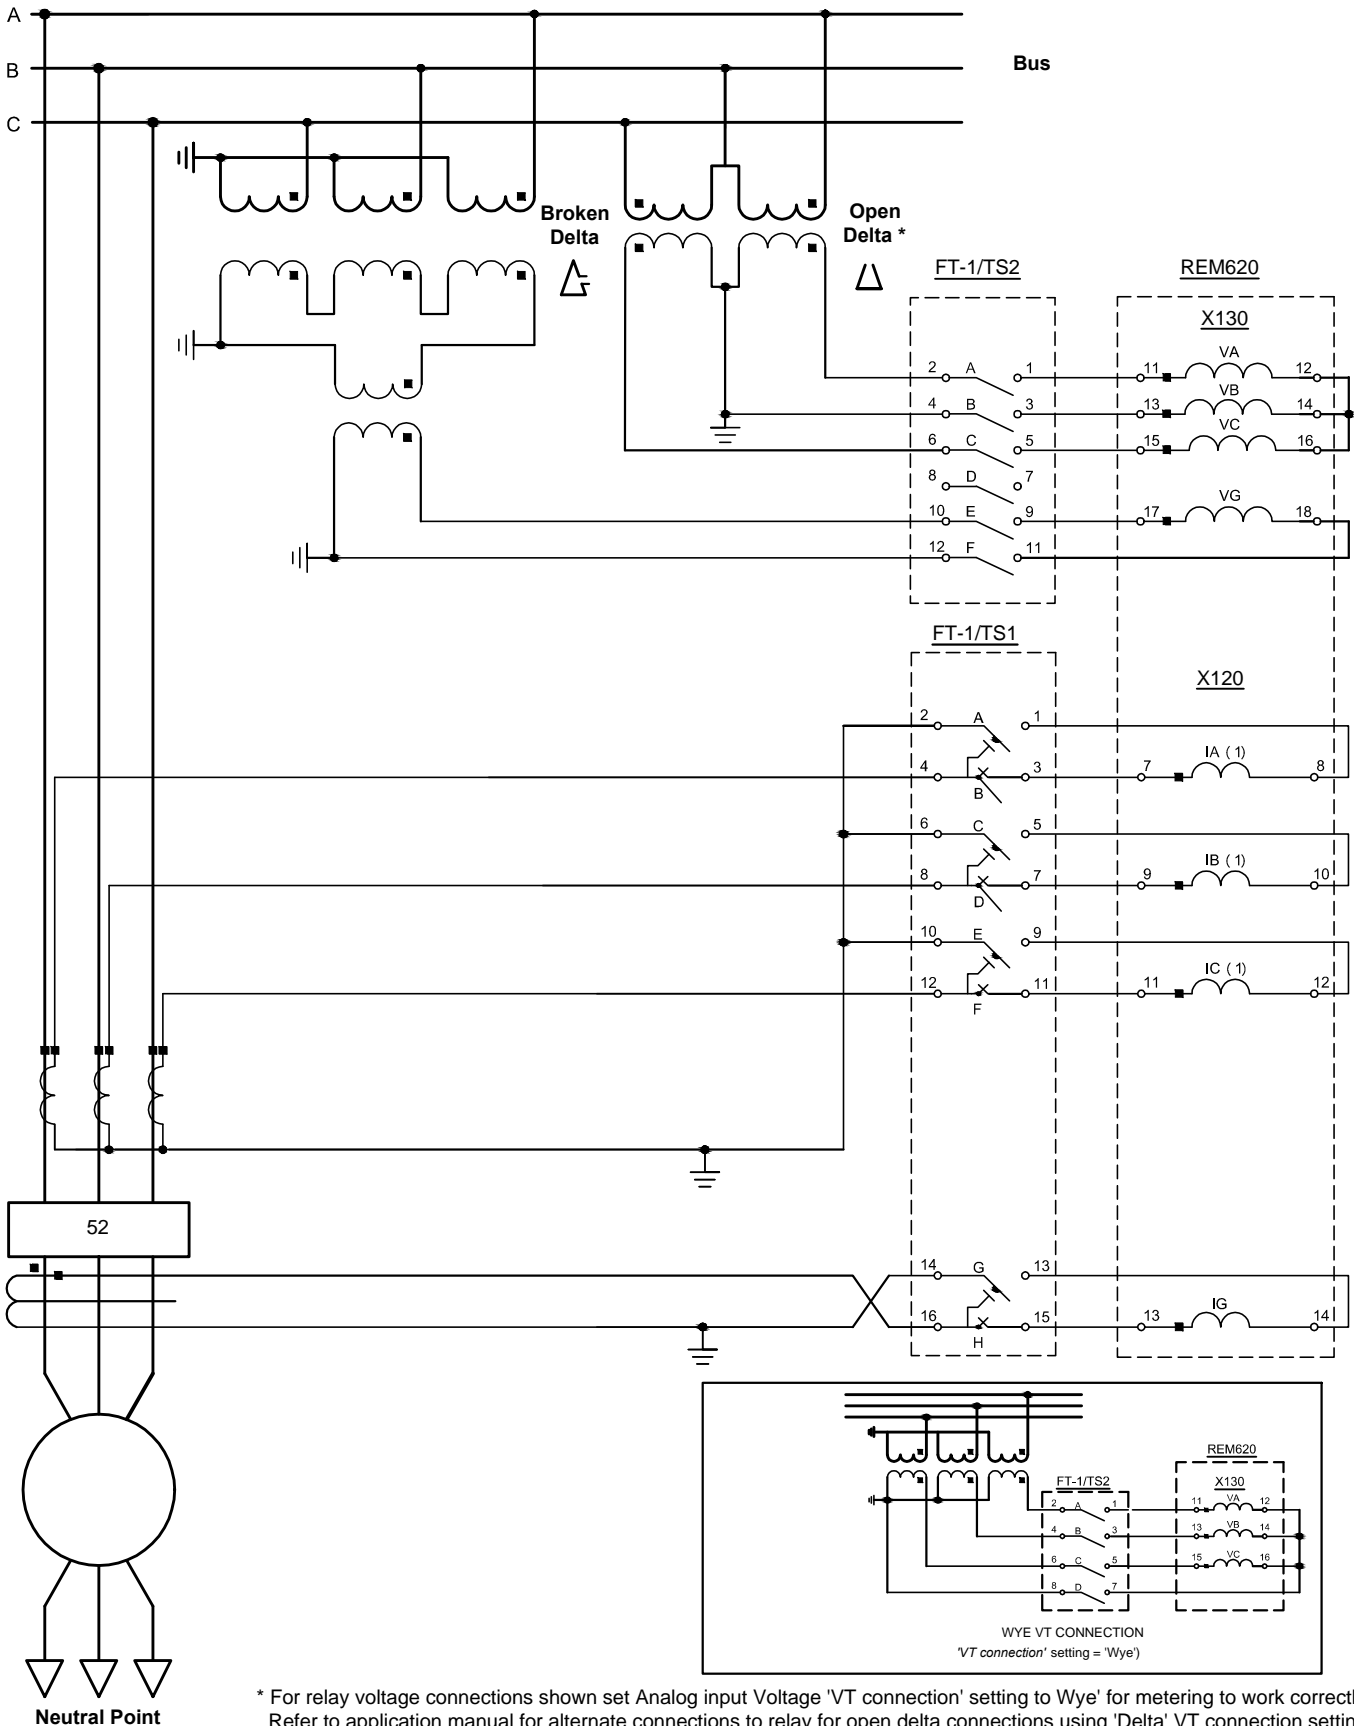 A
B
Bus
C
Broken
Delta
Open
Delta *
FT-1/TS2
REM620
X130
2 A 1 11 VA 12
4 B 3 13 VB 14
6 C 5 15 VC 16
8 D 7
10 E 9 17 VG 18
12 F 11
FT-1/TS1
X120
2 A 1
4 B 3 7 IA (1) 8
6 C 5
8 D 7 9 IB (1) 10
10 E 9
12 F 11 11 IC (1) 12
52
14 G 13
16 H 15 13 IG 14
REM620
FT-1/TS2
X130
2 A 1 11 VA 12
4 B 3 13 VB 14
6 C 5 15 VC 16
8 D 7
WYE VT CONNECTION
'VT connection' setting = 'Wye')
Neutral Point
* For relay voltage connections shown set Analog input Voltage 'VT connection' setting to Wye' for metering to work correctl
Refer to application manual for alternate connections to relay for open delta connections using 'Delta' VT connection settin